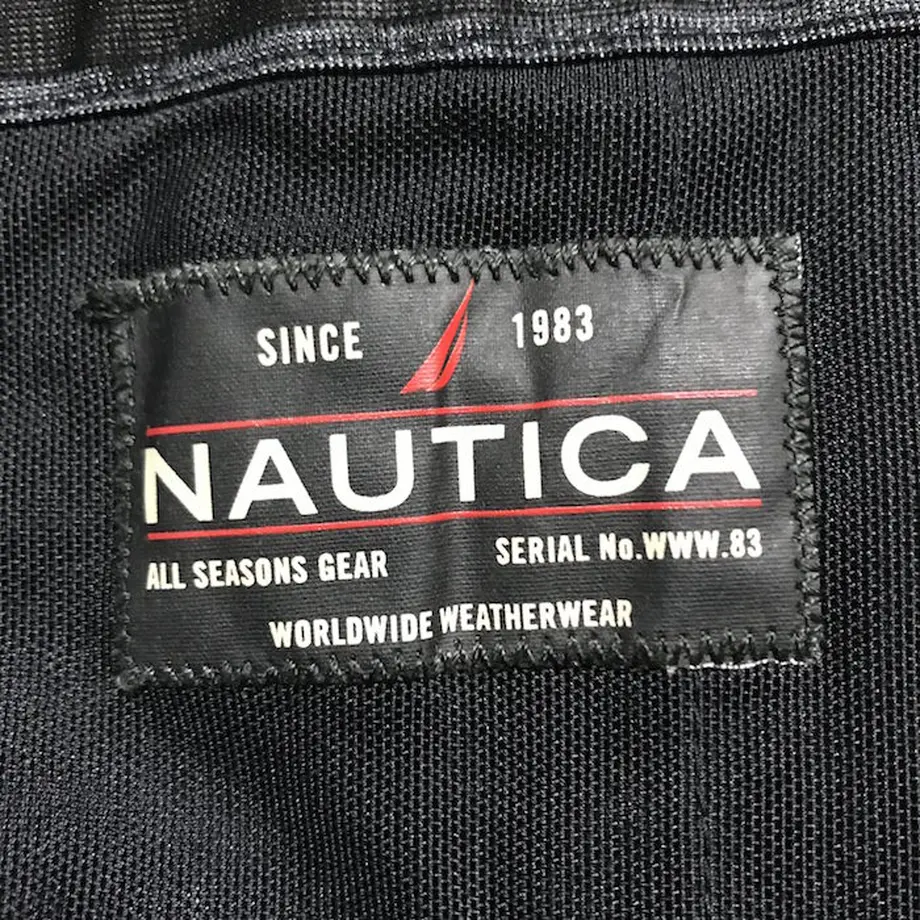 SINCE 1983
NAUTICA
ALL SEASONS GEAR SERIAL No.WWW.83
WORLDWIDE WEATHERWEAR